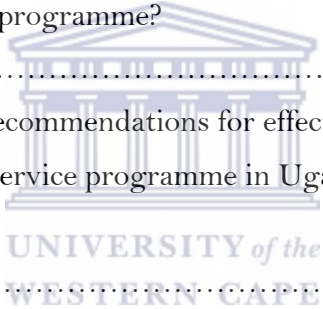 programme?
……………………………
ecommendations for effec
ervice programme in Uga
UNIVERSITY of the
……………………………
WESTERN CAPE